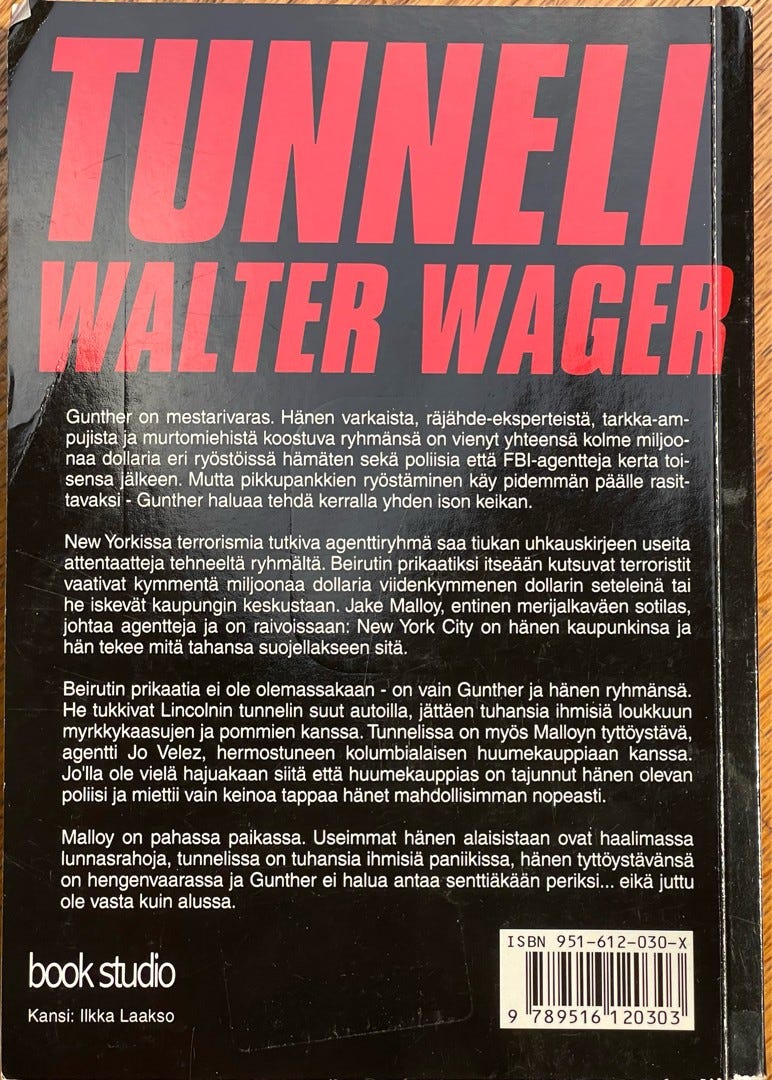 TUNNELI
WALTER WAGER
Gunther on mestarivaras. Hänen varkaista, räjähde-eksperteistä, tarkka-am-
pujista ja murtomiehistä koostuva ryhmänsä on vienyt yhteensä kolme miljoo-
naa dollaria eri ryöstöissä hämäten sekä poliisia että FBI-agentteja kerta toi-
sensa jälkeen. Mutta pikkupankkien ryöstäminen käy pidemmän päälle rasit-
tavaksi - Gunther haluaa tehdä kerralla yhden ison keikan.
New Yorkissa terrorismia tutkiva agenttiryhmä saa tiukan uhkauskirjeen useita
attentaatteja tehneeltä ryhmältä. Beirutin prikaatiksi itseään kutsuvat terroristit
vaativat kymmentä miljoonaa dollaria viidenkymmenen dollarin seteleinä tai
he iskevät kaupungin keskustaan. Jake Malloy, entinen merijalkaväen sotilas,
johtaa agentteja ja on raivoissaan: New York City on hänen kaupunkinsa ja
hän tekee mitä tahansa suojellakseen sitä.
Beirutin prikaatia ei ole olemassakaan - on vain Gunther ja hänen ryhmänsä.
He tukkivat Lincolnin tunnelin suut autoilla, jättäen tuhansia ihmisiä loukkuun
myrkkykaasujen ja pommien kanssa. Tunnelissa on myös Malloyn tyttöystävä,
agentti Jo Velez, hermostuneen kolumbialaisen huumekauppiaan kanssa.
Jo'lla ole vielä hajuakaan siitä että huumekauppias on tajunnut hänen olevan
poliisi ja miettii vain keinoa tappaa hänet mahdollisimman nopeasti.
Malloy on pahassa paikassa. Useimmat hänen alaisistaan ovat haalimassa
lunnasrahoja, tunnelissa on tuhansia ihmisiä paniikissa, hänen tyttöystävänsä
on hengenvaarassa ja Gunther ei halua antaa senttiäkään periksi... eikä juttu
ole vasta kuin alussa.
book studio
Kansi: Ilkka Laakso
ISBN 951-612-030-X
9 789516 120303